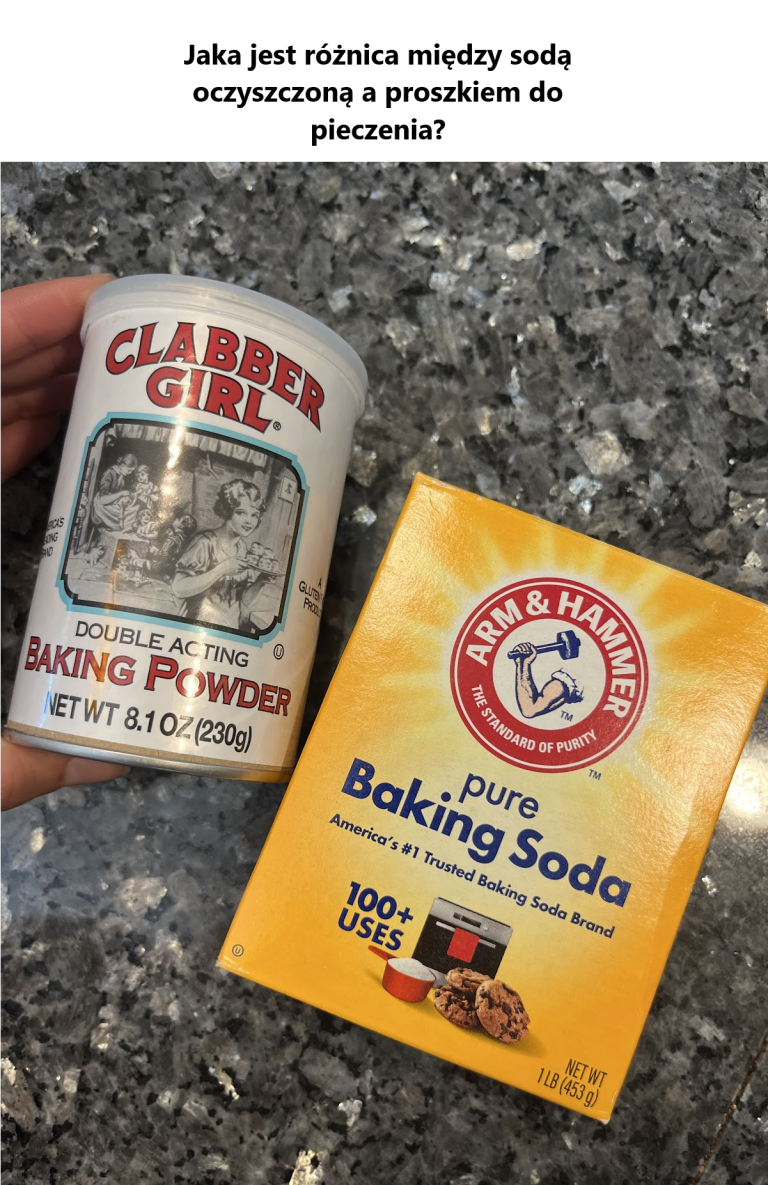 Jaka jest różnica między sodą
oczyszczoną a proszkiem do
pieczenia?
CLABBER
GIRL®
DOUBLE ACTING
BAKING POWDER
NET WT 8.1 OZ (230g)
ARM & HAMMER
THE STANDARD OF PURITY
TM
TM
pure
Baking Soda
America's #1 Trusted Baking Soda Brand
100+
USES
NET WT
1 LB (453 g)